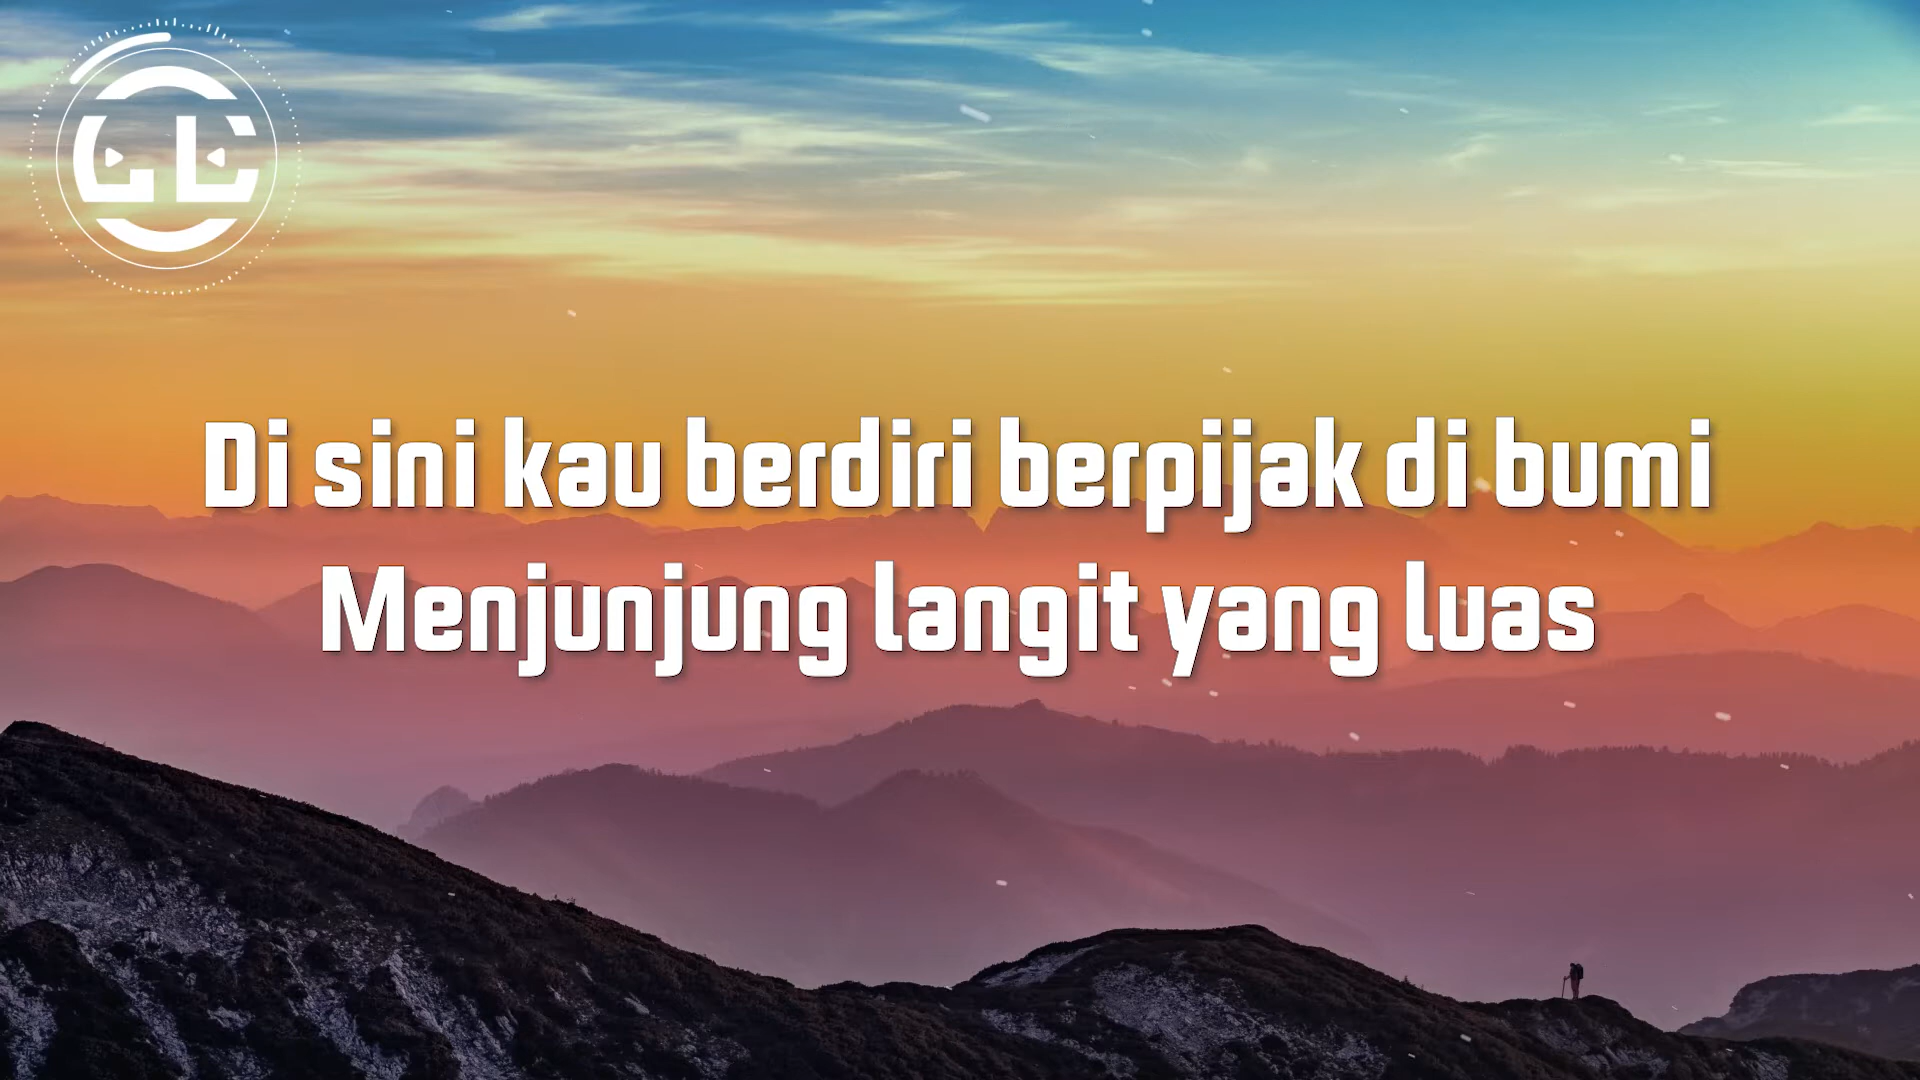 Di sini kau berdiri berpijak di bumi
Menjunjung langit yang luas